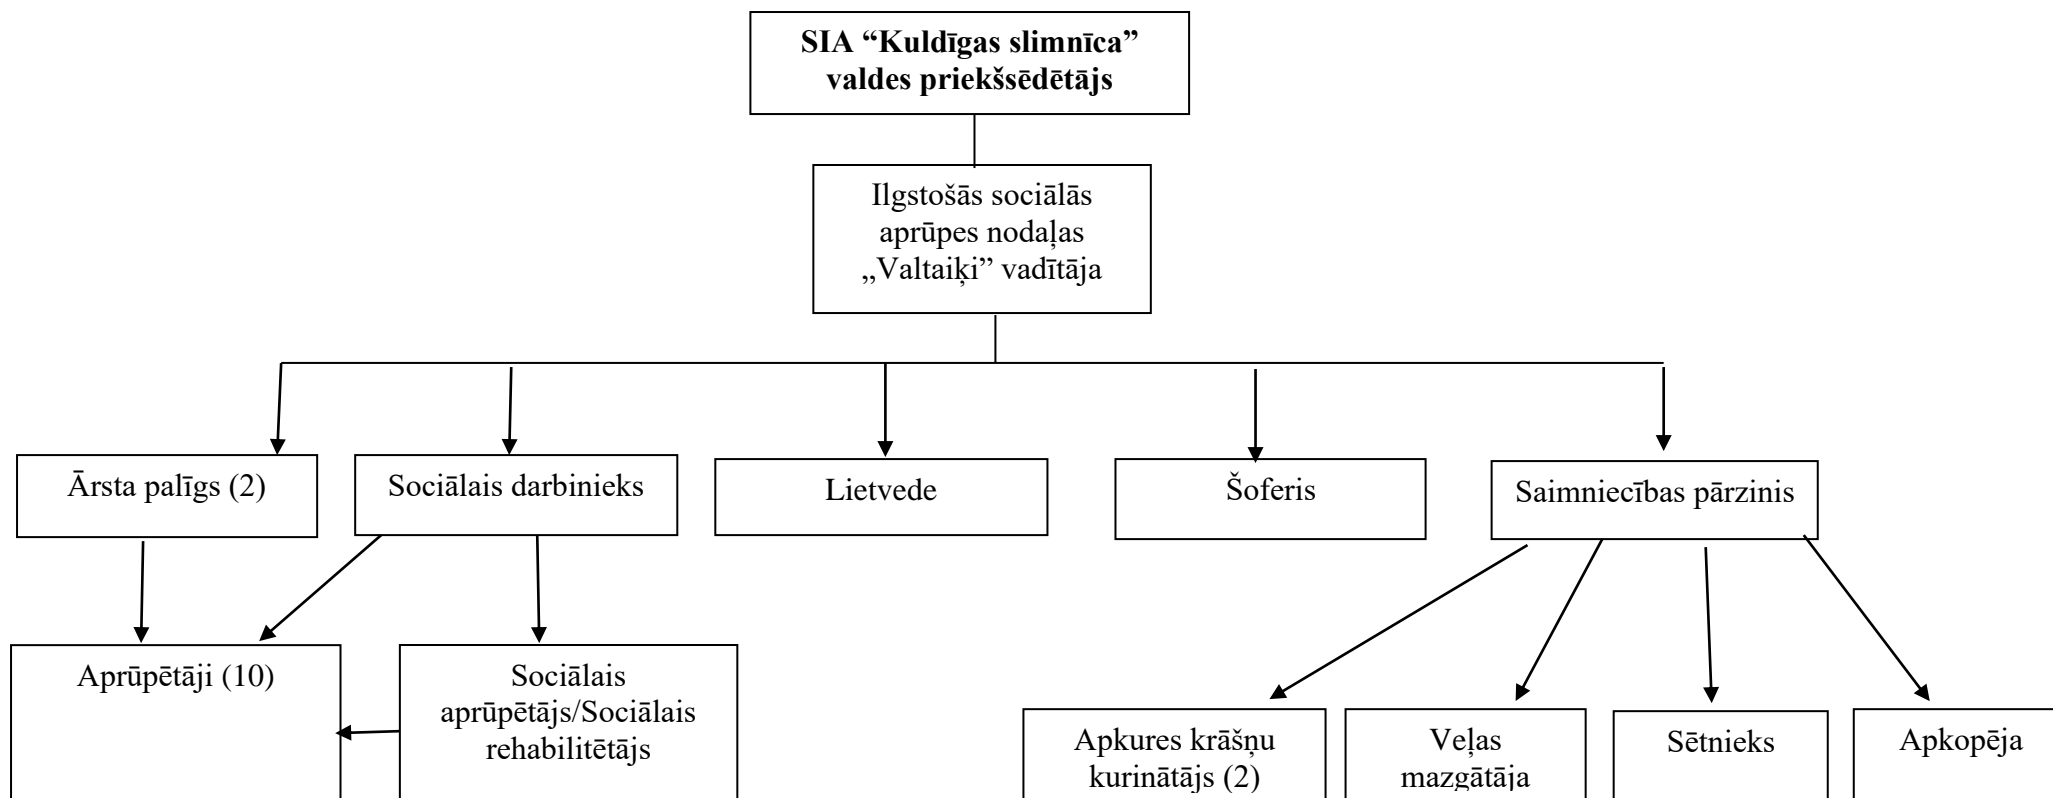 SIA “Kuldīgas slimnīca”
valdes priekšsēdētājs
Ilgstošās sociālās
aprūpes nodaļas
„Valtaiķi” vadītāja
Ārsta palīgs (2)
Sociālais darbinieks
Lietvede
Šoferis
Saimniecības pārzinis
Aprūpētāji (10)
Sociālais
aprūpētājs/Sociālais
rehabilitētājs
Apkures krāšņu
kurinātājs (2)
Veļas
mazgātāja
Sētnieks
Apkopēja